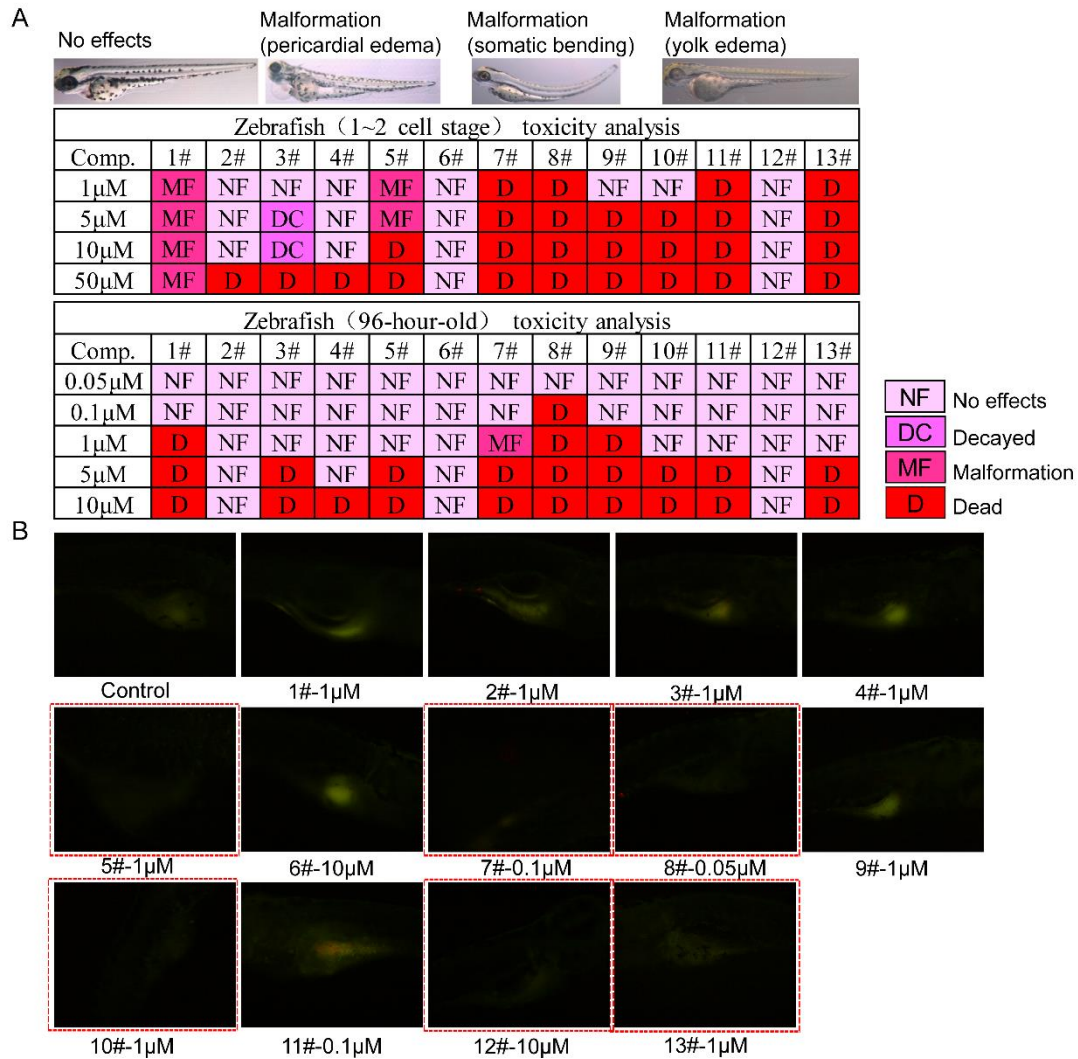 A
No effects
Malformation
(pericardial edema)
Malformation
(somatic bending)
Malformation
(yolk edema)
Zebrafish（1~2 cell stage） toxicity analysis
Comp. 1# 2# 3# 4# 5# 6# 7# 8# 9# 10# 11# 12# 13#
1μM MF NF NF NF MF NF D D NF NF D NF D
5μM MF NF DC NF MF NF D D D D D NF D
10μM MF NF DC NF D NF D D D D D NF D
50μM MF D D D D NF D D D D D NF D
Zebrafish（96-hour-old） toxicity analysis
Comp. 1# 2# 3# 4# 5# 6# 7# 8# 9# 10# 11# 12# 13#
0.05μM NF NF NF NF NF NF NF NF NF NF NF NF NF
0.1μM NF NF NF NF NF NF NF D NF NF NF NF NF
1μM D NF NF NF NF NF MF D D NF NF NF NF
5μM D NF D NF D NF D D D D D NF D
10μM D NF D D D NF D D D D D NF D
NF No effects
DC Decayed
MF Malformation
D Dead
B
Control 1#-1μM 2#-1μM 3#-1μM 4#-1μM
5#-1μM 6#-10μM 7#-0.1μM 8#-0.05μM 9#-1μM
10#-1μM 11#-0.1μM 12#-10μM 13#-1μM